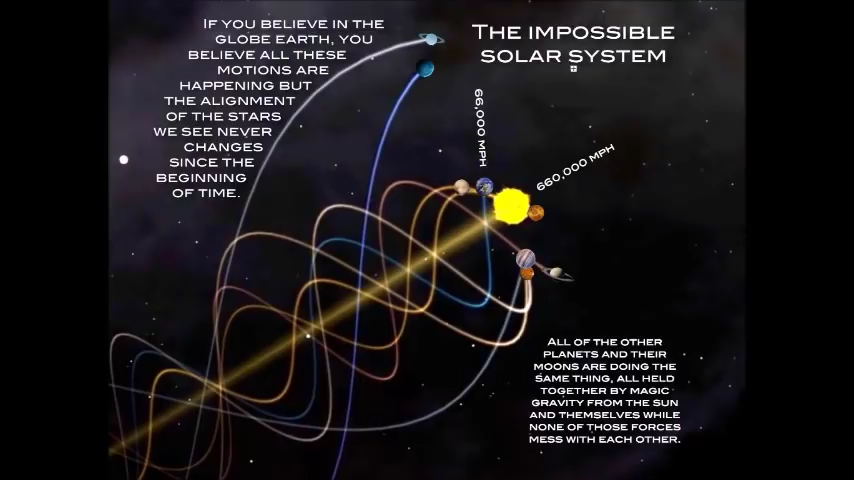 IF YOU BELIEVE IN THE
GLOBE EARTH, YOU
BELIEVE ALL THESE
MOTIONS ARE
HAPPENING BUT
THE ALIGNMENT
OF THE STARS
WE SEE NEVER
CHANGES
SINCE THE
BEGINNING
OF TIME.
THE IMPOSSIBLE
SOLAR SYSTEM
66,000 MPH
660,000 MPH
ALL OF THE OTHER
PLANETS AND THEIR
MOONS ARE DOING THE
SAME THING, ALL HELD
TOGETHER BY MAGIC
GRAVITY FROM THE SUN
AND THEMSELVES WHILE
NONE OF THOSE FORCES
MESS WITH EACH OTHER.